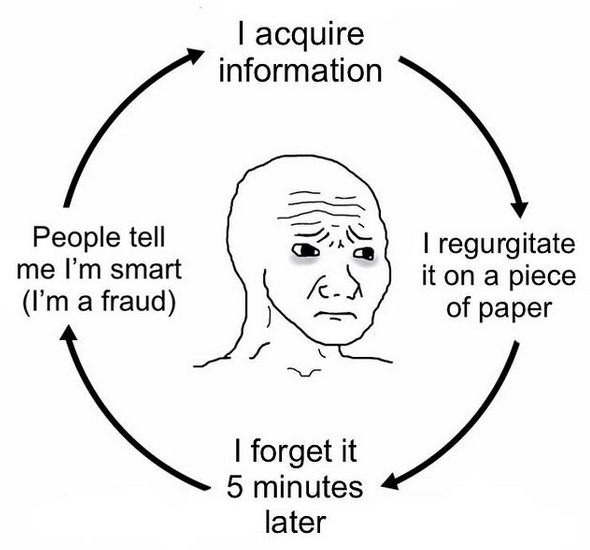 I acquire
information
I regurgitate
it on a piece
of paper
I forget it
5 minutes
later
People tell
me I'm smart
(I'm a fraud)